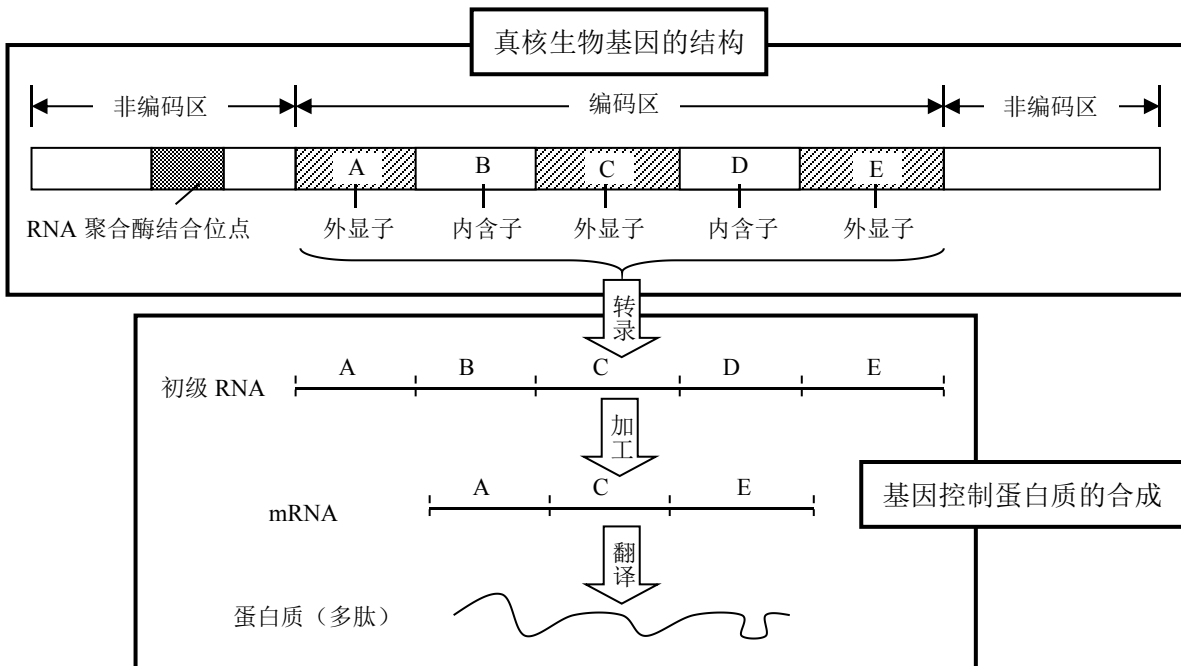 真核生物基因的结构
非编码区 编码区 非编码区
A B C D E
RNA 聚合酶结合位点 外显子 内含子 外显子 内含子 外显子
转录
A B C D E
初级 RNA
加工
A C E
mRNA
基因控制蛋白质的合成
翻译
蛋白质（多肽）